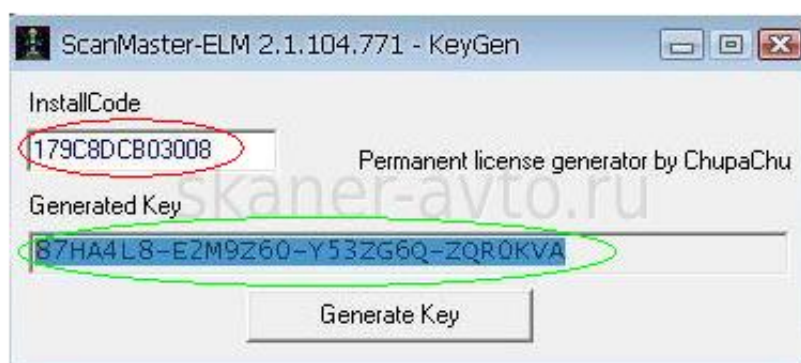 ScanMaster-ELM 2.1.104.771 - KeyGen
InstallCode
179C8DCB03008
Permanent license generator by ChupaChu
skaner-avto.ru
Generated Key
87HA4L8-E2M9Z60-Y53ZG6Q-ZQR0KVA
Generate Key